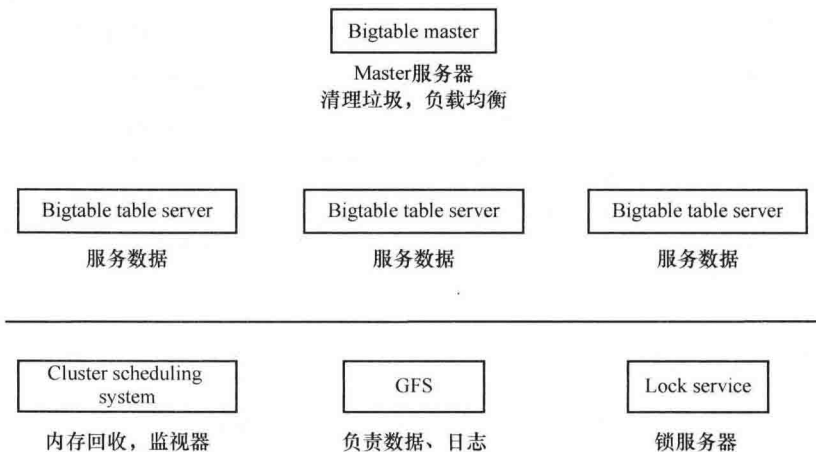 Bigtable master
Master服务器
清理垃圾，负载均衡
Bigtable table server
Bigtable table server
Bigtable table server
服务数据
服务数据
服务数据
Cluster scheduling
system
GFS
Lock service
内存回收，监视器
负责数据、日志
锁服务器